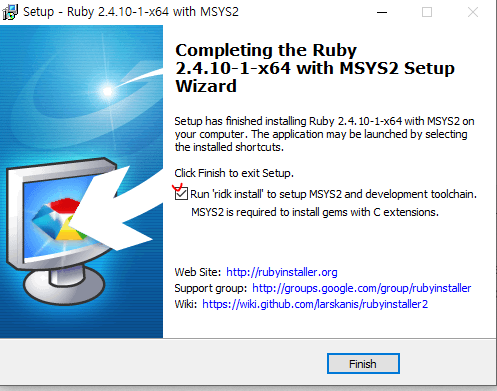 Setup - Ruby 2.4.10-1-x64 with MSYS2
Completing the Ruby
2.4.10-1-x64 with MSYS2 Setup
Wizard
Setup has finished installing Ruby 2.4.10-1-x64 with MSYS2 on
your computer. The application may be launched by selecting
the installed shortcuts.
Click Finish to exit Setup.
Run 'ridk install' to setup MSYS2 and development toolchain.
MSYS2 is required to install gems with C extensions.
Web Site: http://rubyinstaller.org
Support group: http://groups.google.com/group/rubyinstaller
Wiki: https://wiki.github.com/larskanis/rubyinstaller2
Finish